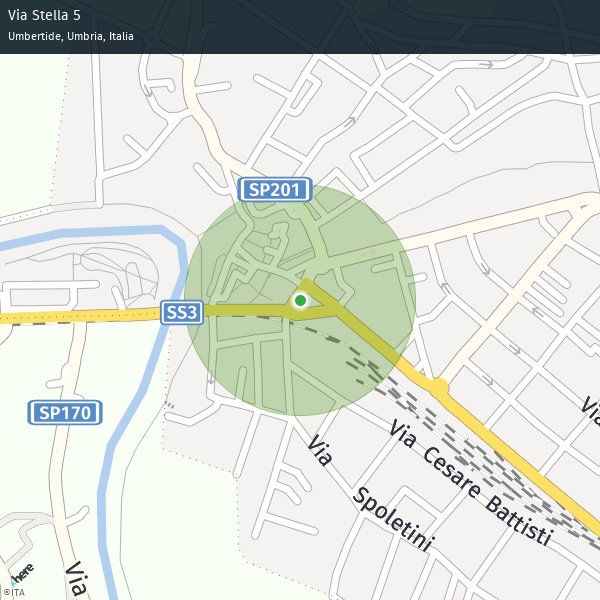 Via Stella 5
Umbertide, Umbria, Italia
SP201
SS3
SP170
Via
Via Cesare Battisti
Via
Spoletini
Via
here
©ITA